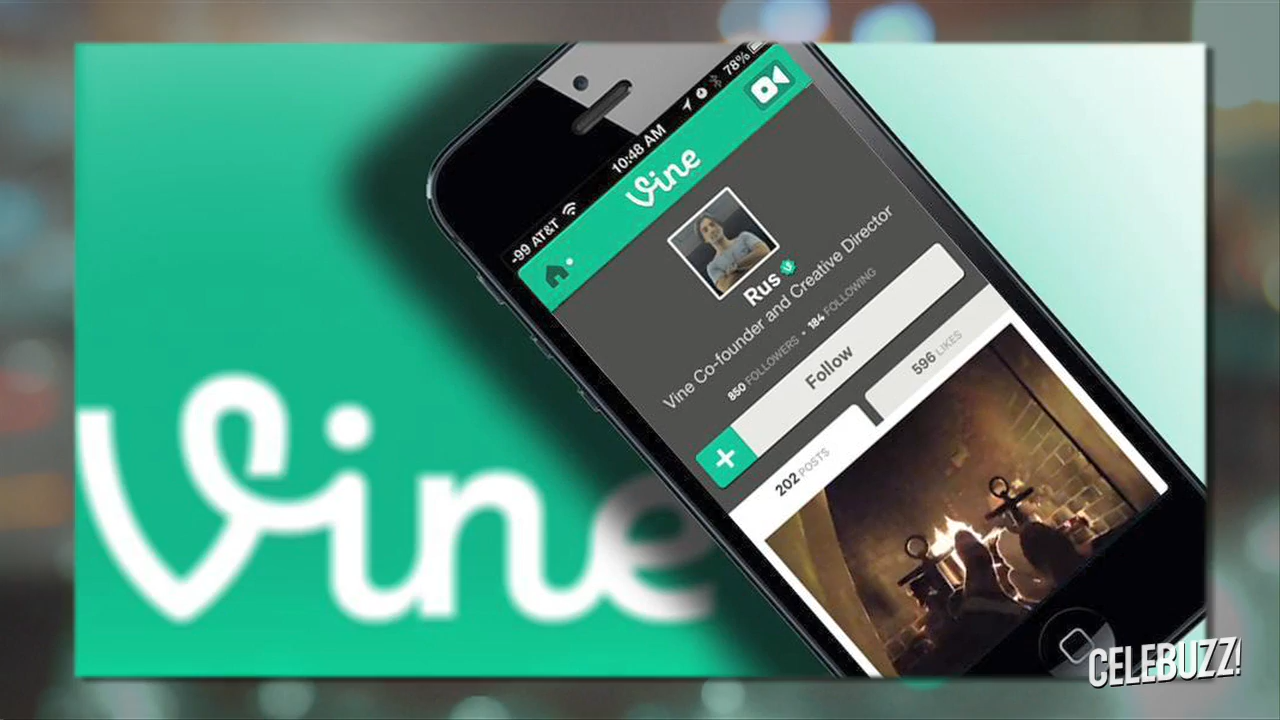 Vine
-99 AT&T 10:48 AM 78%
Vine
Rus
Vine Co-founder and Creative Director
850 FOLLOWERS • 184 FOLLOWING
Follow
202 POSTS 596 LIKES
CELEBUZZ!